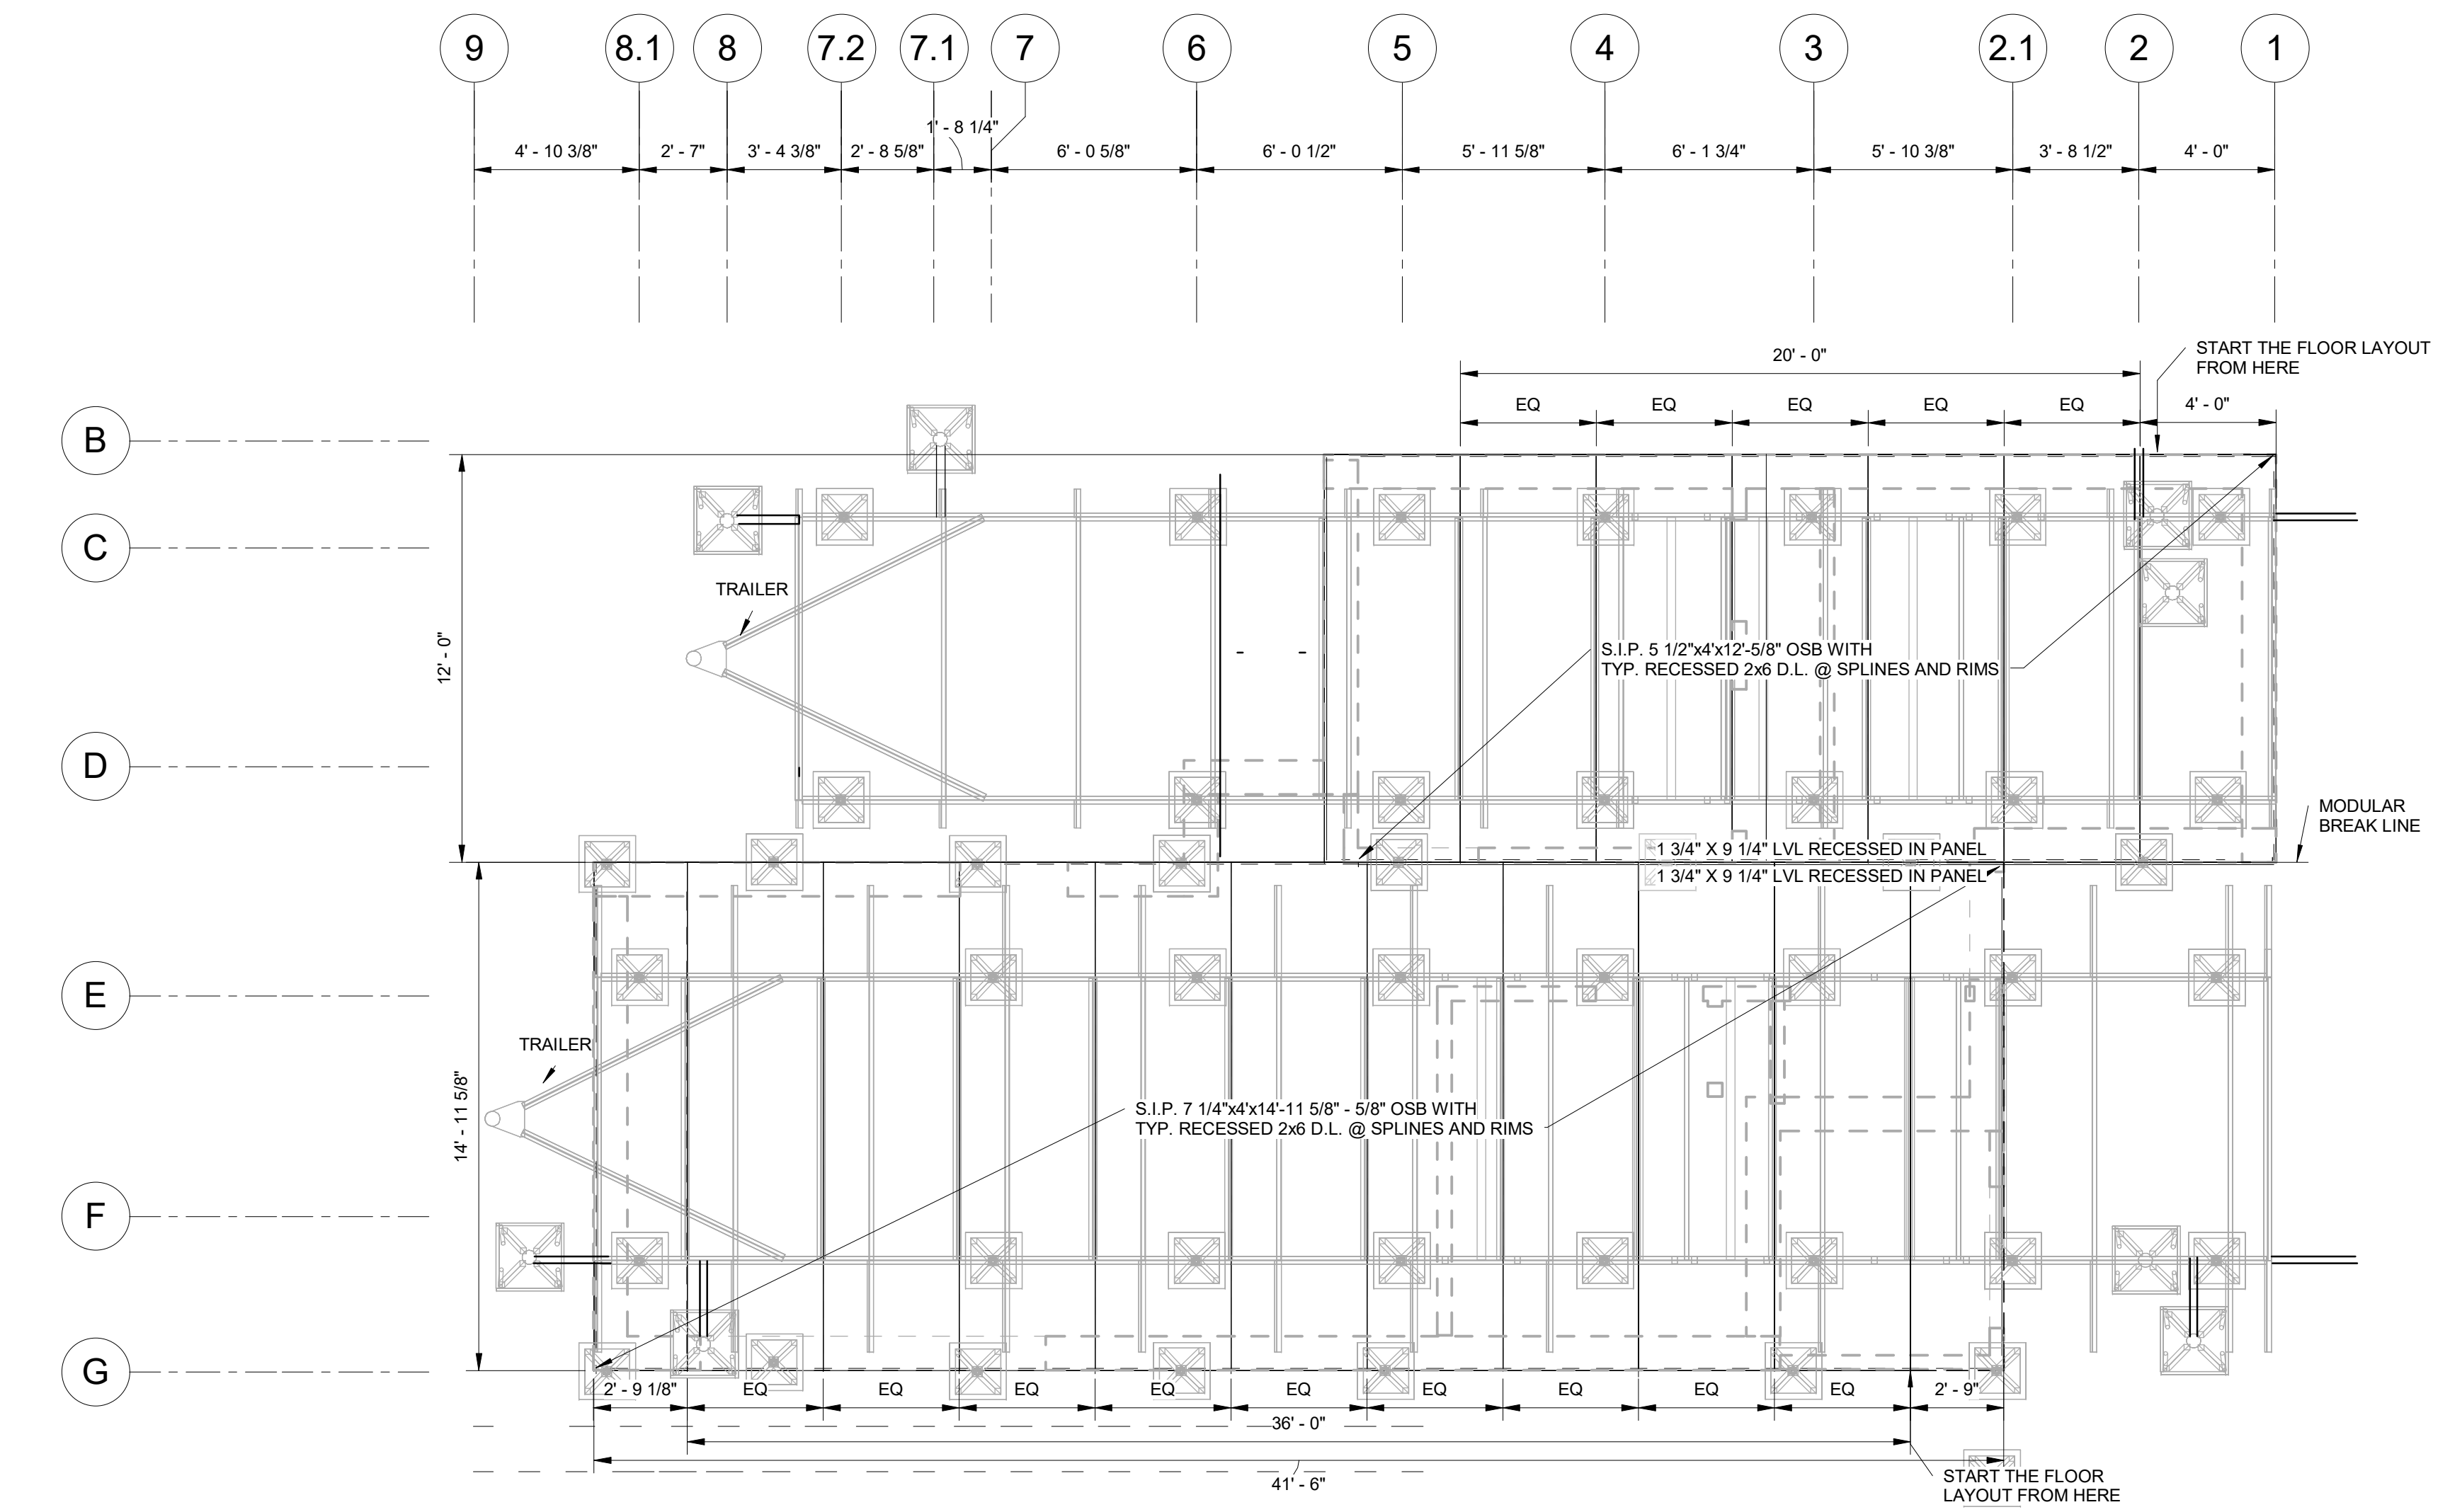 9
8.1
8
7.2
7.1
7
6
5
4
3
2.1
2
1
1' - 8 1/4"
4' - 10 3/8"
2' - 7"
3' - 4 3/8"
2' - 8 5/8"
6' - 0 5/8"
6' - 0 1/2"
5' - 11 5/8"
6' - 1 3/4"
5' - 10 3/8"
3' - 8 1/2"
4' - 0"
START THE FLOOR LAYOUT
FROM HERE
20' - 0"
EQ
EQ
EQ
EQ
EQ
4' - 0"
B
C
TRAILER
12' - 0"
S.I.P. 5 1/2"x4'x12'-5/8" OSB WITH
TYP. RECESSED 2x6 D.L. @ SPLINES AND RIMS
D
MODULAR
BREAK LINE
1 3/4" X 9 1/4" LVL RECESSED IN PANEL
1 3/4" X 9 1/4" LVL RECESSED IN PANEL
E
TRAILER
14' - 11 5/8"
S.I.P. 7 1/4"x4'x14'-11 5/8" - 5/8" OSB WITH
TYP. RECESSED 2x6 D.L. @ SPLINES AND RIMS
F
G
2' - 9 1/8"
EQ
EQ
EQ
EQ
EQ
EQ
EQ
EQ
EQ
2' - 9"
36' - 0"
41' - 6"
START THE FLOOR
LAYOUT FROM HERE